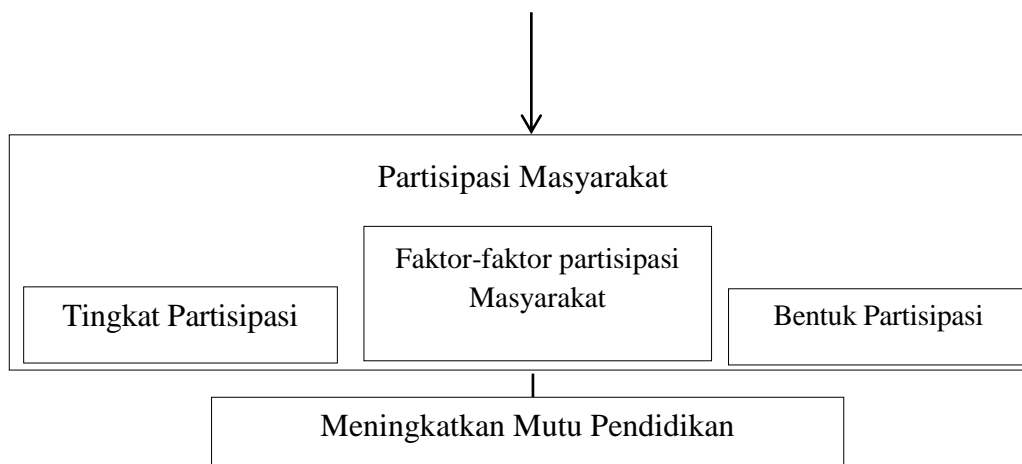 Partisipasi Masyarakat
Faktor-faktor partisipasi
Masyarakat
Tingkat Partisipasi
Bentuk Partisipasi
Meningkatkan Mutu Pendidikan